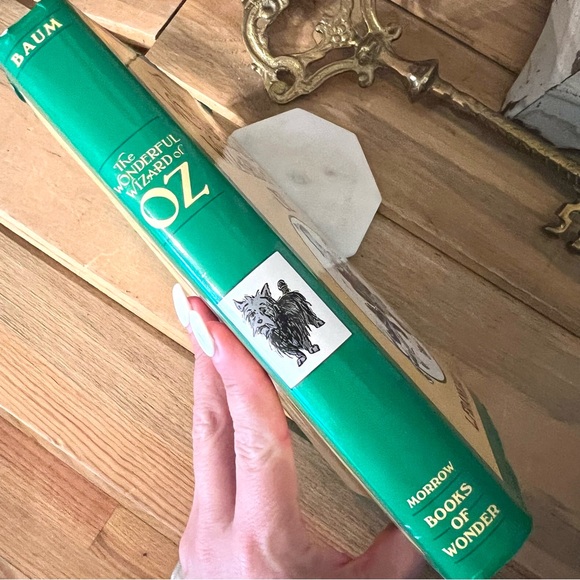 BAUM
The
WONDERFUL
WIZARD of
OZ
MORROW
BOOKS
OF
WONDER